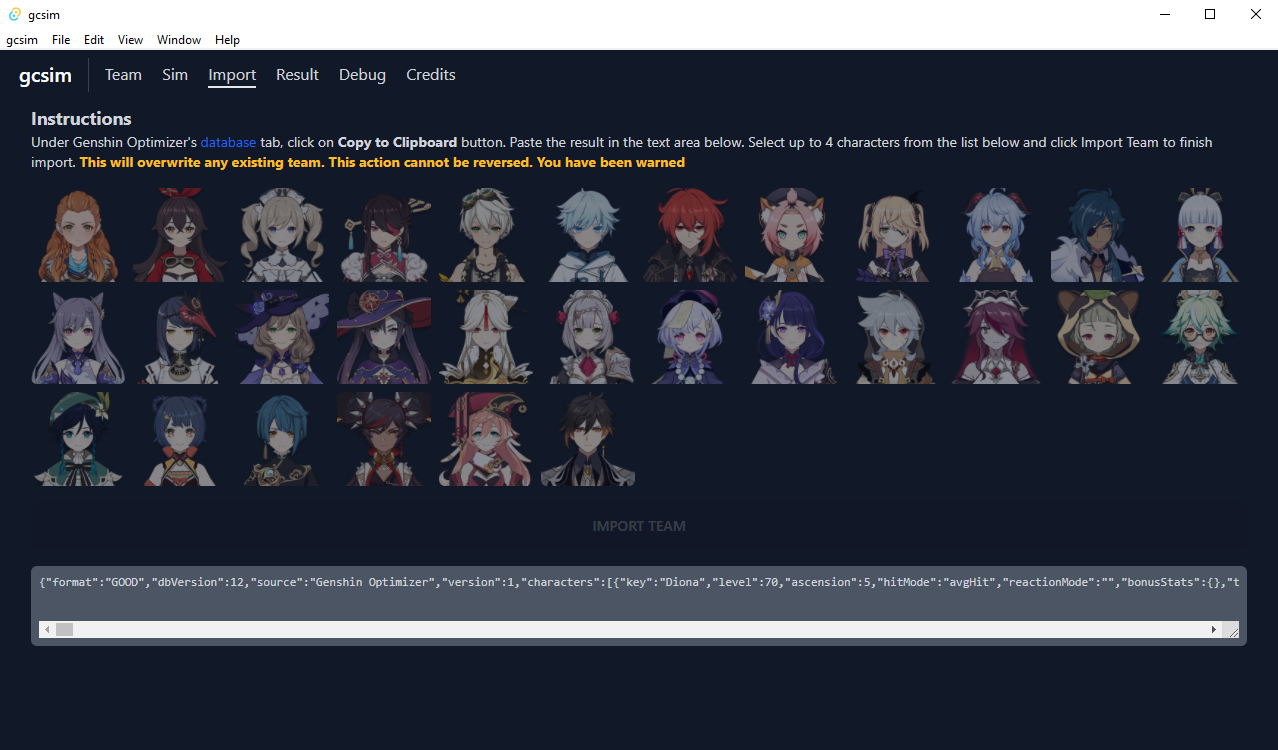 gcsim
gcsim File Edit View Window Help
gcsim Team Sim Import Result Debug Credits
Instructions
Under Genshin Optimizer's database tab, click on Copy to Clipboard button. Paste the result in the text area below. Select up to 4 characters from the list below and click Import Team to finish
import. This will overwrite any existing team. This action cannot be reversed. You have been warned
IMPORT TEAM
{"format":"GOOD","dbVersion":12,"source":"Genshin Optimizer","version":1,"characters":[{"key":"Diona","level":70,"ascension":5,"hitMode":"avgHit","reactionMode":"","bonusStats":{},"t